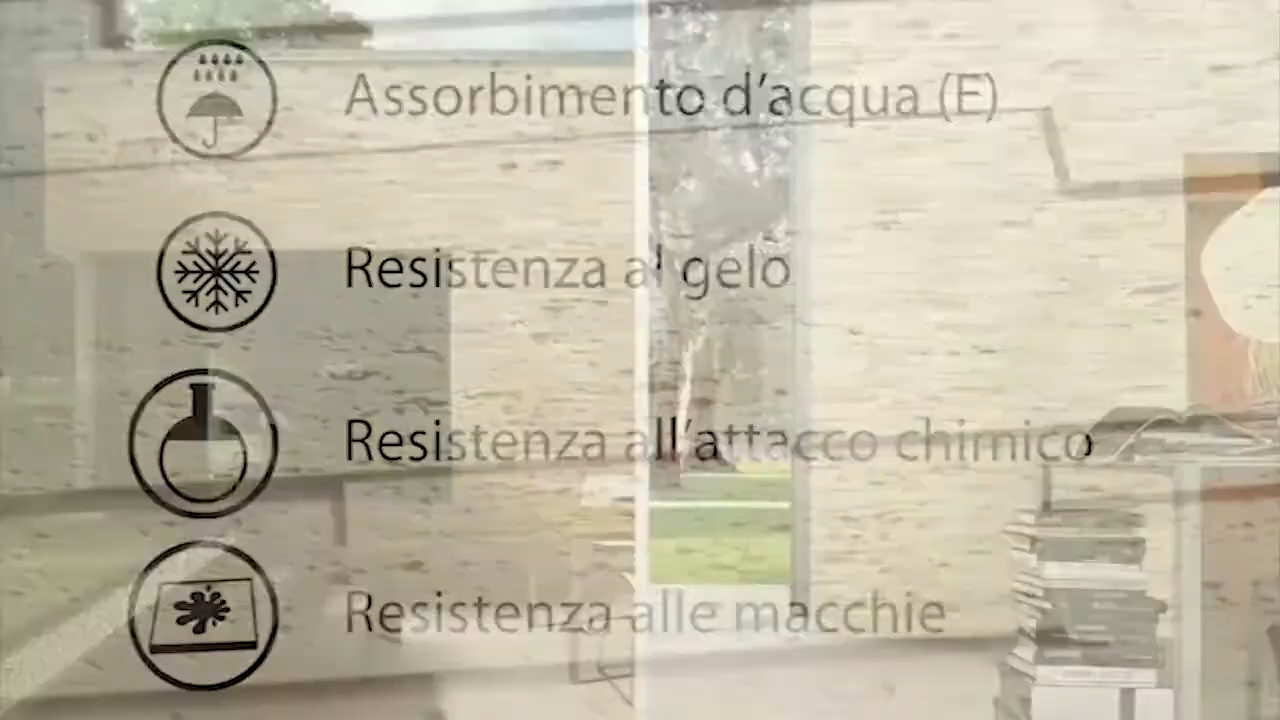 Assorbimento d'acqua (E)
Resistenza al gelo
Resistenza all'attacco chimico
Resistenza alle macchie